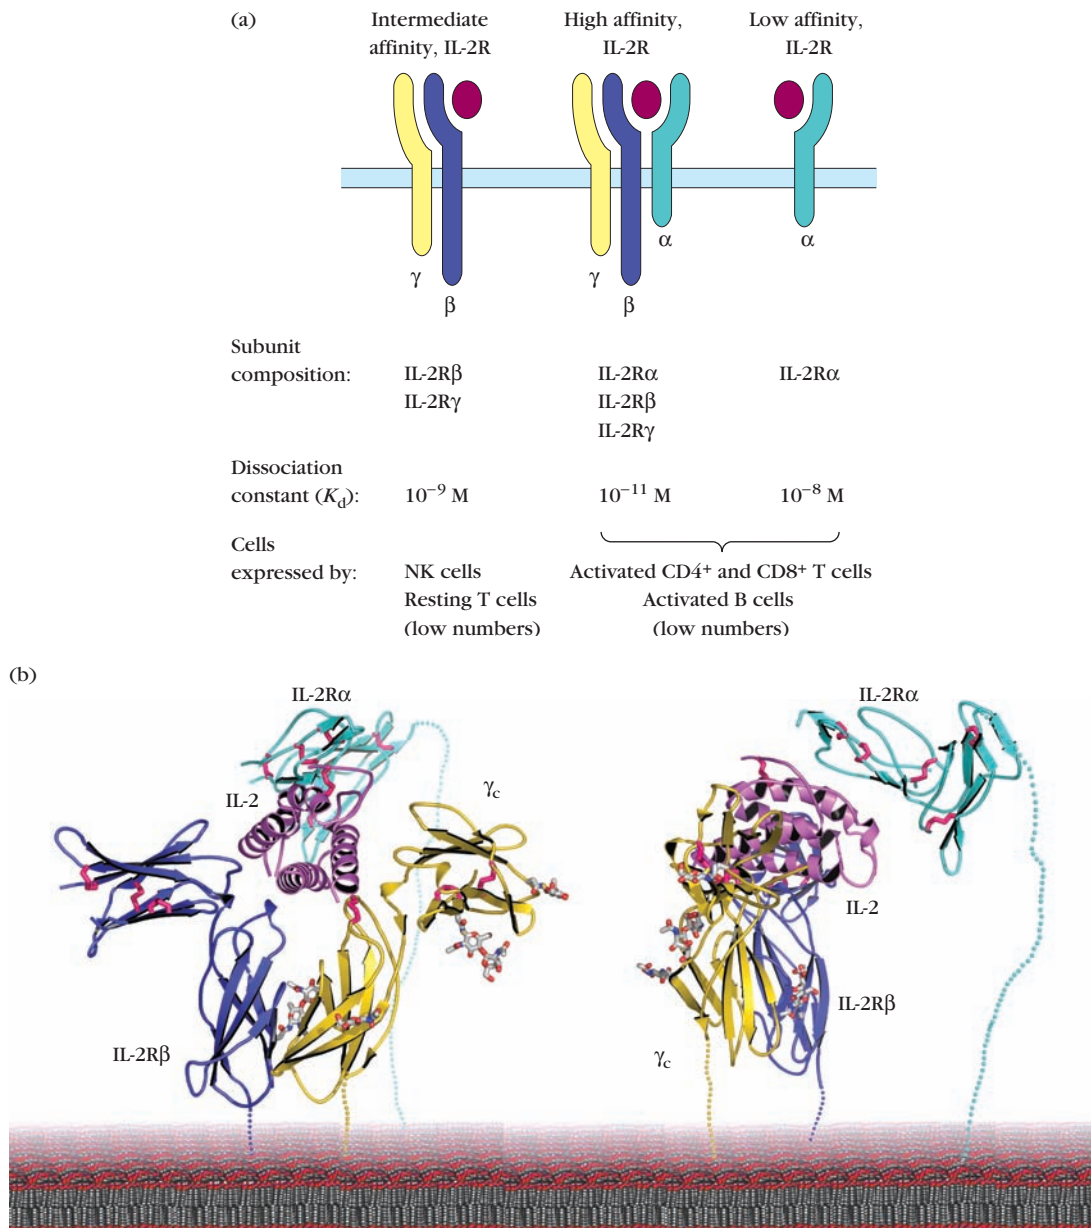 (a)
Intermediate
affinity, IL-2R
High affinity,
IL-2R
Low affinity,
IL-2R
γ
β
γ
β
α
α
Subunit
composition:
IL-2Rβ
IL-2Rγ
IL-2Rα
IL-2Rβ
IL-2Rγ
IL-2Rα
Dissociation
constant (K_d):
10⁻⁹ M
10⁻¹¹ M
10⁻⁸ M
Cells
expressed by:
NK cells
Resting T cells
(low numbers)
Activated CD4⁺ and CD8⁺ T cells
Activated B cells
(low numbers)
(b)
IL-2Rα
IL-2
γc
IL-2Rβ
IL-2Rα
IL-2
IL-2Rβ
γc